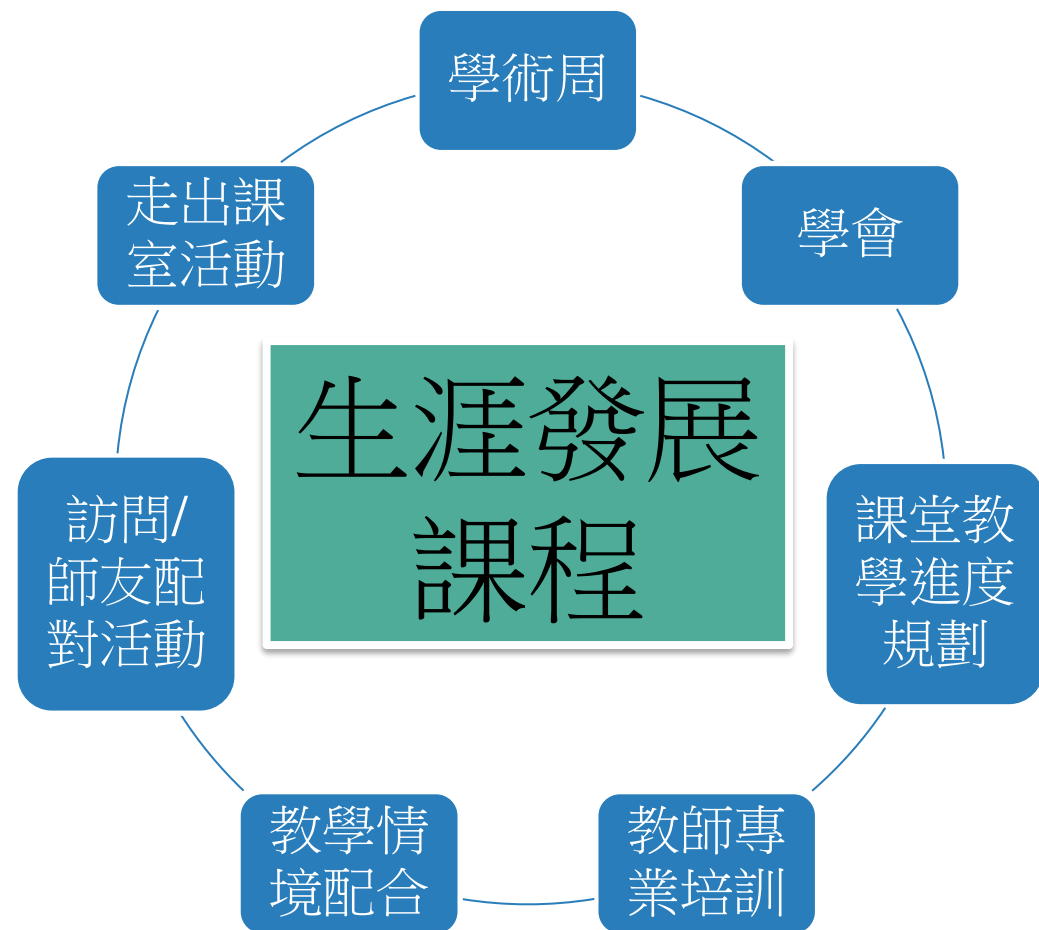 學術周
走出課
室活動
學會
生涯發展
課程
訪問/
師友配
對活動
課堂教
學進度
規劃
教學情
境配合
教師專
業培訓